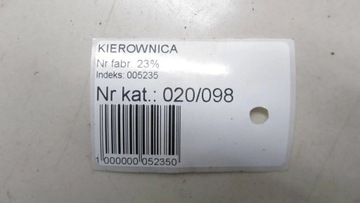 KIEROWNICA
Nr fabr. 23%
Indeks: 005235
Nr kat.: 020/098
1 000000 052350